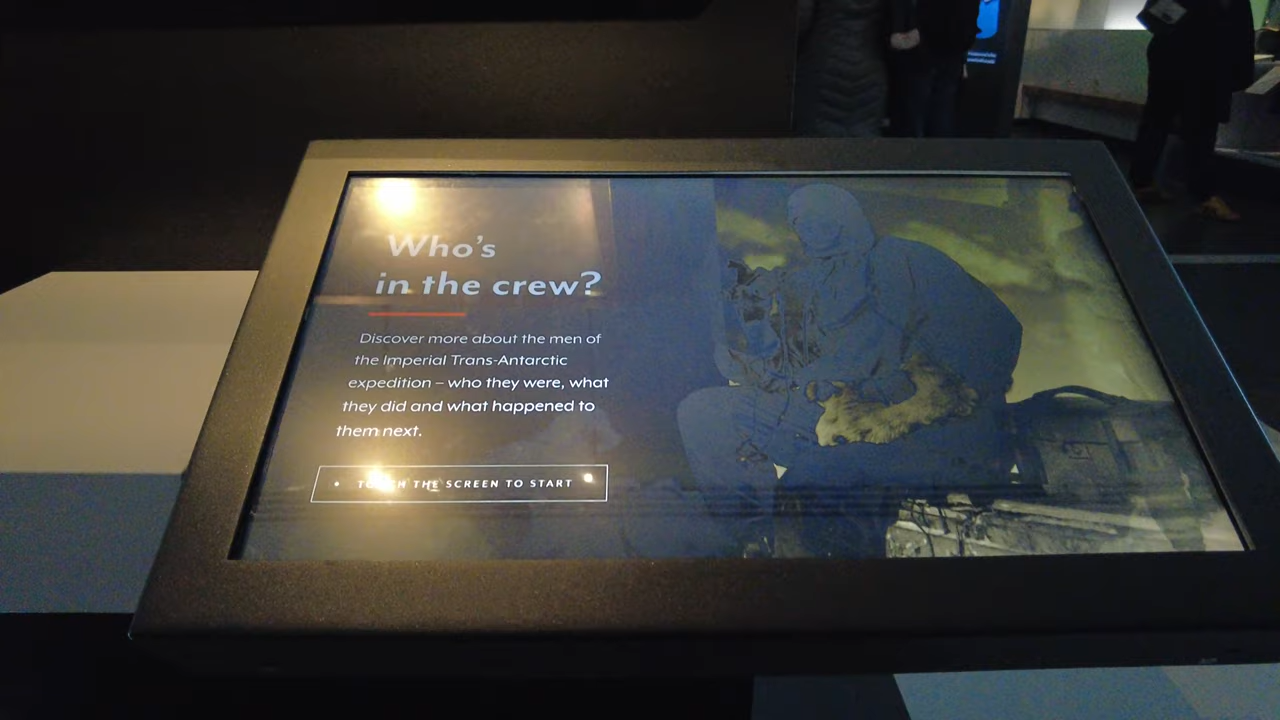 Who's
in the crew?
Discover more about the men of
the Imperial Trans-Antarctic
expedition – who they were, what
they did and what happened to
them next.
TOUCH THE SCREEN TO START